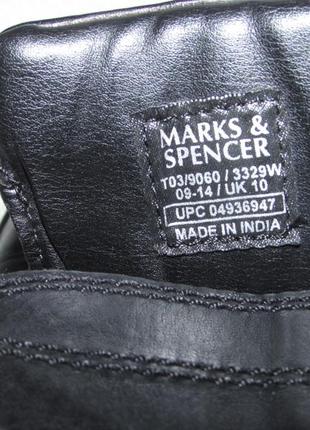 MARKS &
SPENCER
T03/9060 / 3329W
09-14 / UK 10
UPC 04936947
MADE IN INDIA